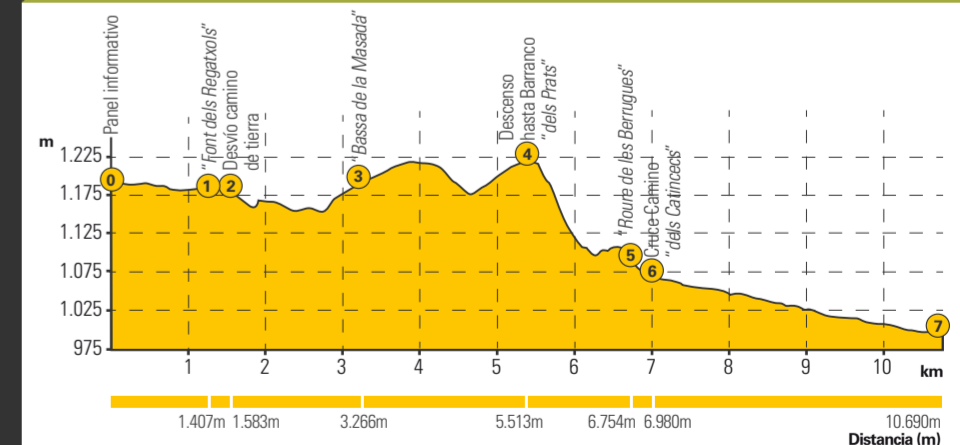 Panel informativo
"Font dels Regatxols"
Desvío camino
de tierra
"Bassa de la Masada"
Descenso
hasta Barranco
"dels Prats"
"Roure de les Berrugues"
Cruce Camino
"dels Catincecs"
m
1.225
1.175
1.125
1.075
1.025
975
0
1
2
3
4
5
6
7
1
2
3
4
5
6
7
8
9
10
km
1.407m
1.583m
3.266m
5.513m
6.754m
6.980m
10.690m
Distancia (m)